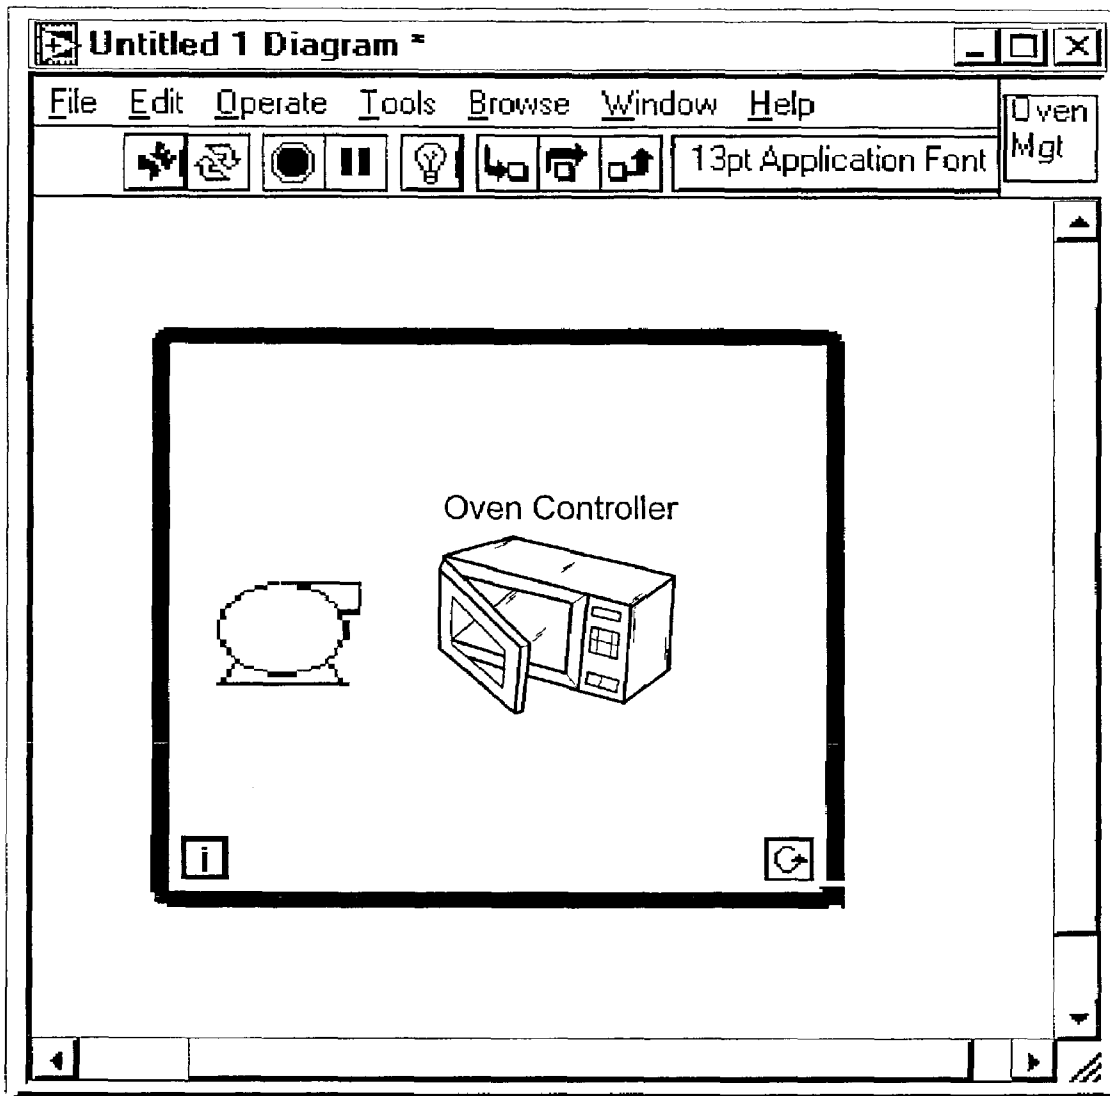 Untitled 1 Diagram *
File Edit Operate Tools Browse Window Help
Oven
Mgt
13pt Application Font
Oven Controller
i